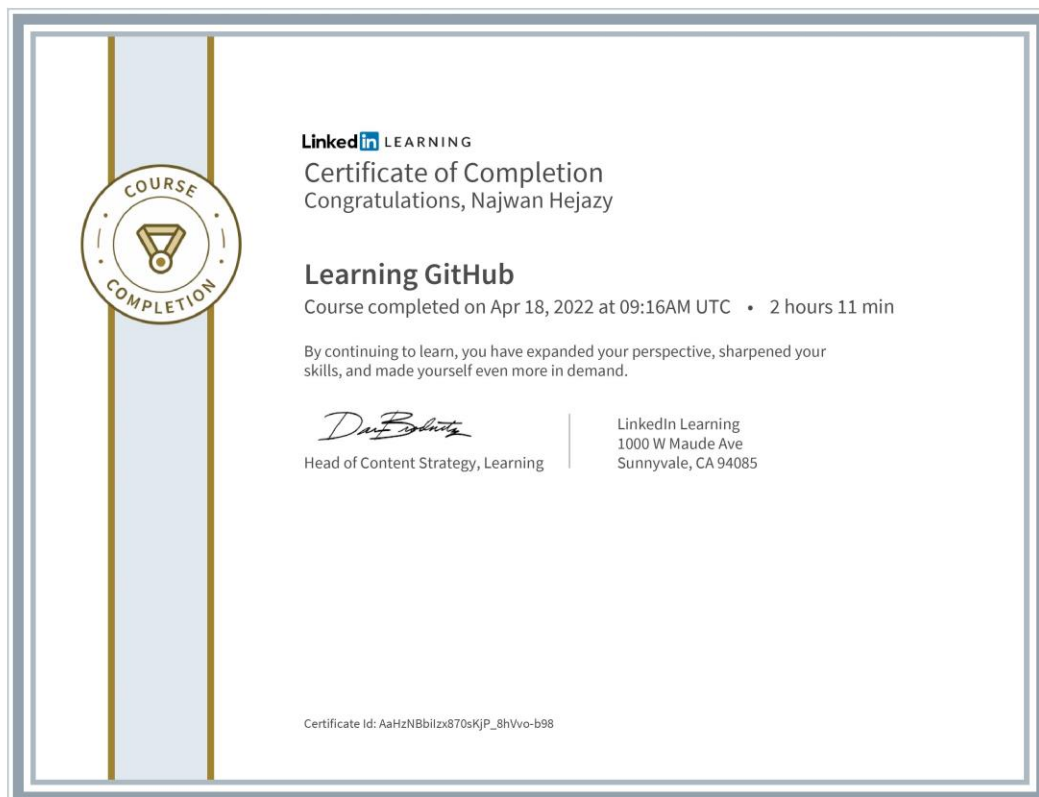 COURSE
COMPLETION
Linked in LEARNING
Certificate of Completion
Congratulations, Najwan Hejazy
Learning GitHub
Course completed on Apr 18, 2022 at 09:16AM UTC • 2 hours 11 min
By continuing to learn, you have expanded your perspective, sharpened your
skills, and made yourself even more in demand.
Head of Content Strategy, Learning
LinkedIn Learning
1000 W Maude Ave
Sunnyvale, CA 94085
Certificate Id: AaHzNBbiIzx870sKjP_8hVvo-b98